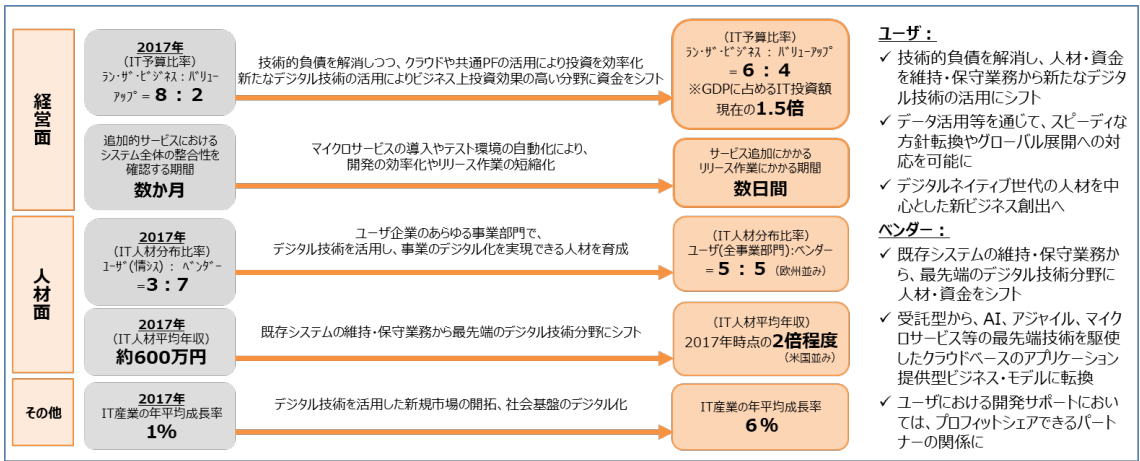 経営面
2017年
(IT予算比率)
ﾗﾝ･ｻﾞ･ﾋﾞｼﾞﾈｽ：ﾊﾞﾘｭｰ
ｱｯﾌﾟ＝８：２
技術的負債を解消しつつ、クラウドや共通PFの活用により投資を効率化
新たなデジタル技術の活用によりビジネス上投資効果の高い分野に資金をシフト
(IT予算比率)
ﾗﾝ･ｻﾞ･ﾋﾞｼﾞﾈｽ：ﾊﾞﾘｭｰｱｯﾌﾟ
＝６：４
※GDPに占めるIT投資額
現在の1.5倍
追加的サービスにおける
システム全体の整合性を
確認する期間
数か月
マイクロサービスの導入やテスト環境の自動化により、
開発の効率化やリリース作業の短縮化
サービス追加にかかる
リリース作業にかかる期間
数日間
人材面
2017年
(IT人材分布比率)
ﾕｰｻﾞ(情ｼｽ)：ﾍﾞﾝﾀﾞｰ
＝３：７
ユーザ企業のあらゆる事業部門で、
デジタル技術を活用し、事業のデジタル化を実現できる人材を育成
(IT人材分布比率)
ユーザ(全事業部門):ベンダー
＝５：５（欧州並み）
2017年
(IT人材平均年収)
約600万円
既存システムの維持・保守業務から最先端のデジタル技術分野にシフト
(IT人材平均年収)
2017年時点の2倍程度
（米国並み）
その他
2017年
IT産業の年平均成長率
1%
デジタル技術を活用した新規市場の開拓、社会基盤のデジタル化
IT産業の年平均成長率
６％
ユーザ：
✓ 技術的負債を解消し、人材・資金
を維持・保守業務から新たなデジタ
ル技術の活用にシフト
✓ データ活用等を通じて、スピーディな
方針転換やグローバル展開への対
応を可能に
✓ デジタルネイティブ世代の人材を中
心とした新ビジネス創出へ
ベンダー：
✓ 既存システムの維持・保守業務か
ら、最先端のデジタル技術分野に
人材・資金をシフト
✓ 受託型から、AI、アジャイル、マイク
ロサービス等の最先端技術を駆使
したクラウドベースのアプリケーション
提供型ビジネス・モデルに転換
✓ ユーザにおける開発サポートにおい
ては、プロフィットシェアできるパート
ナーの関係に